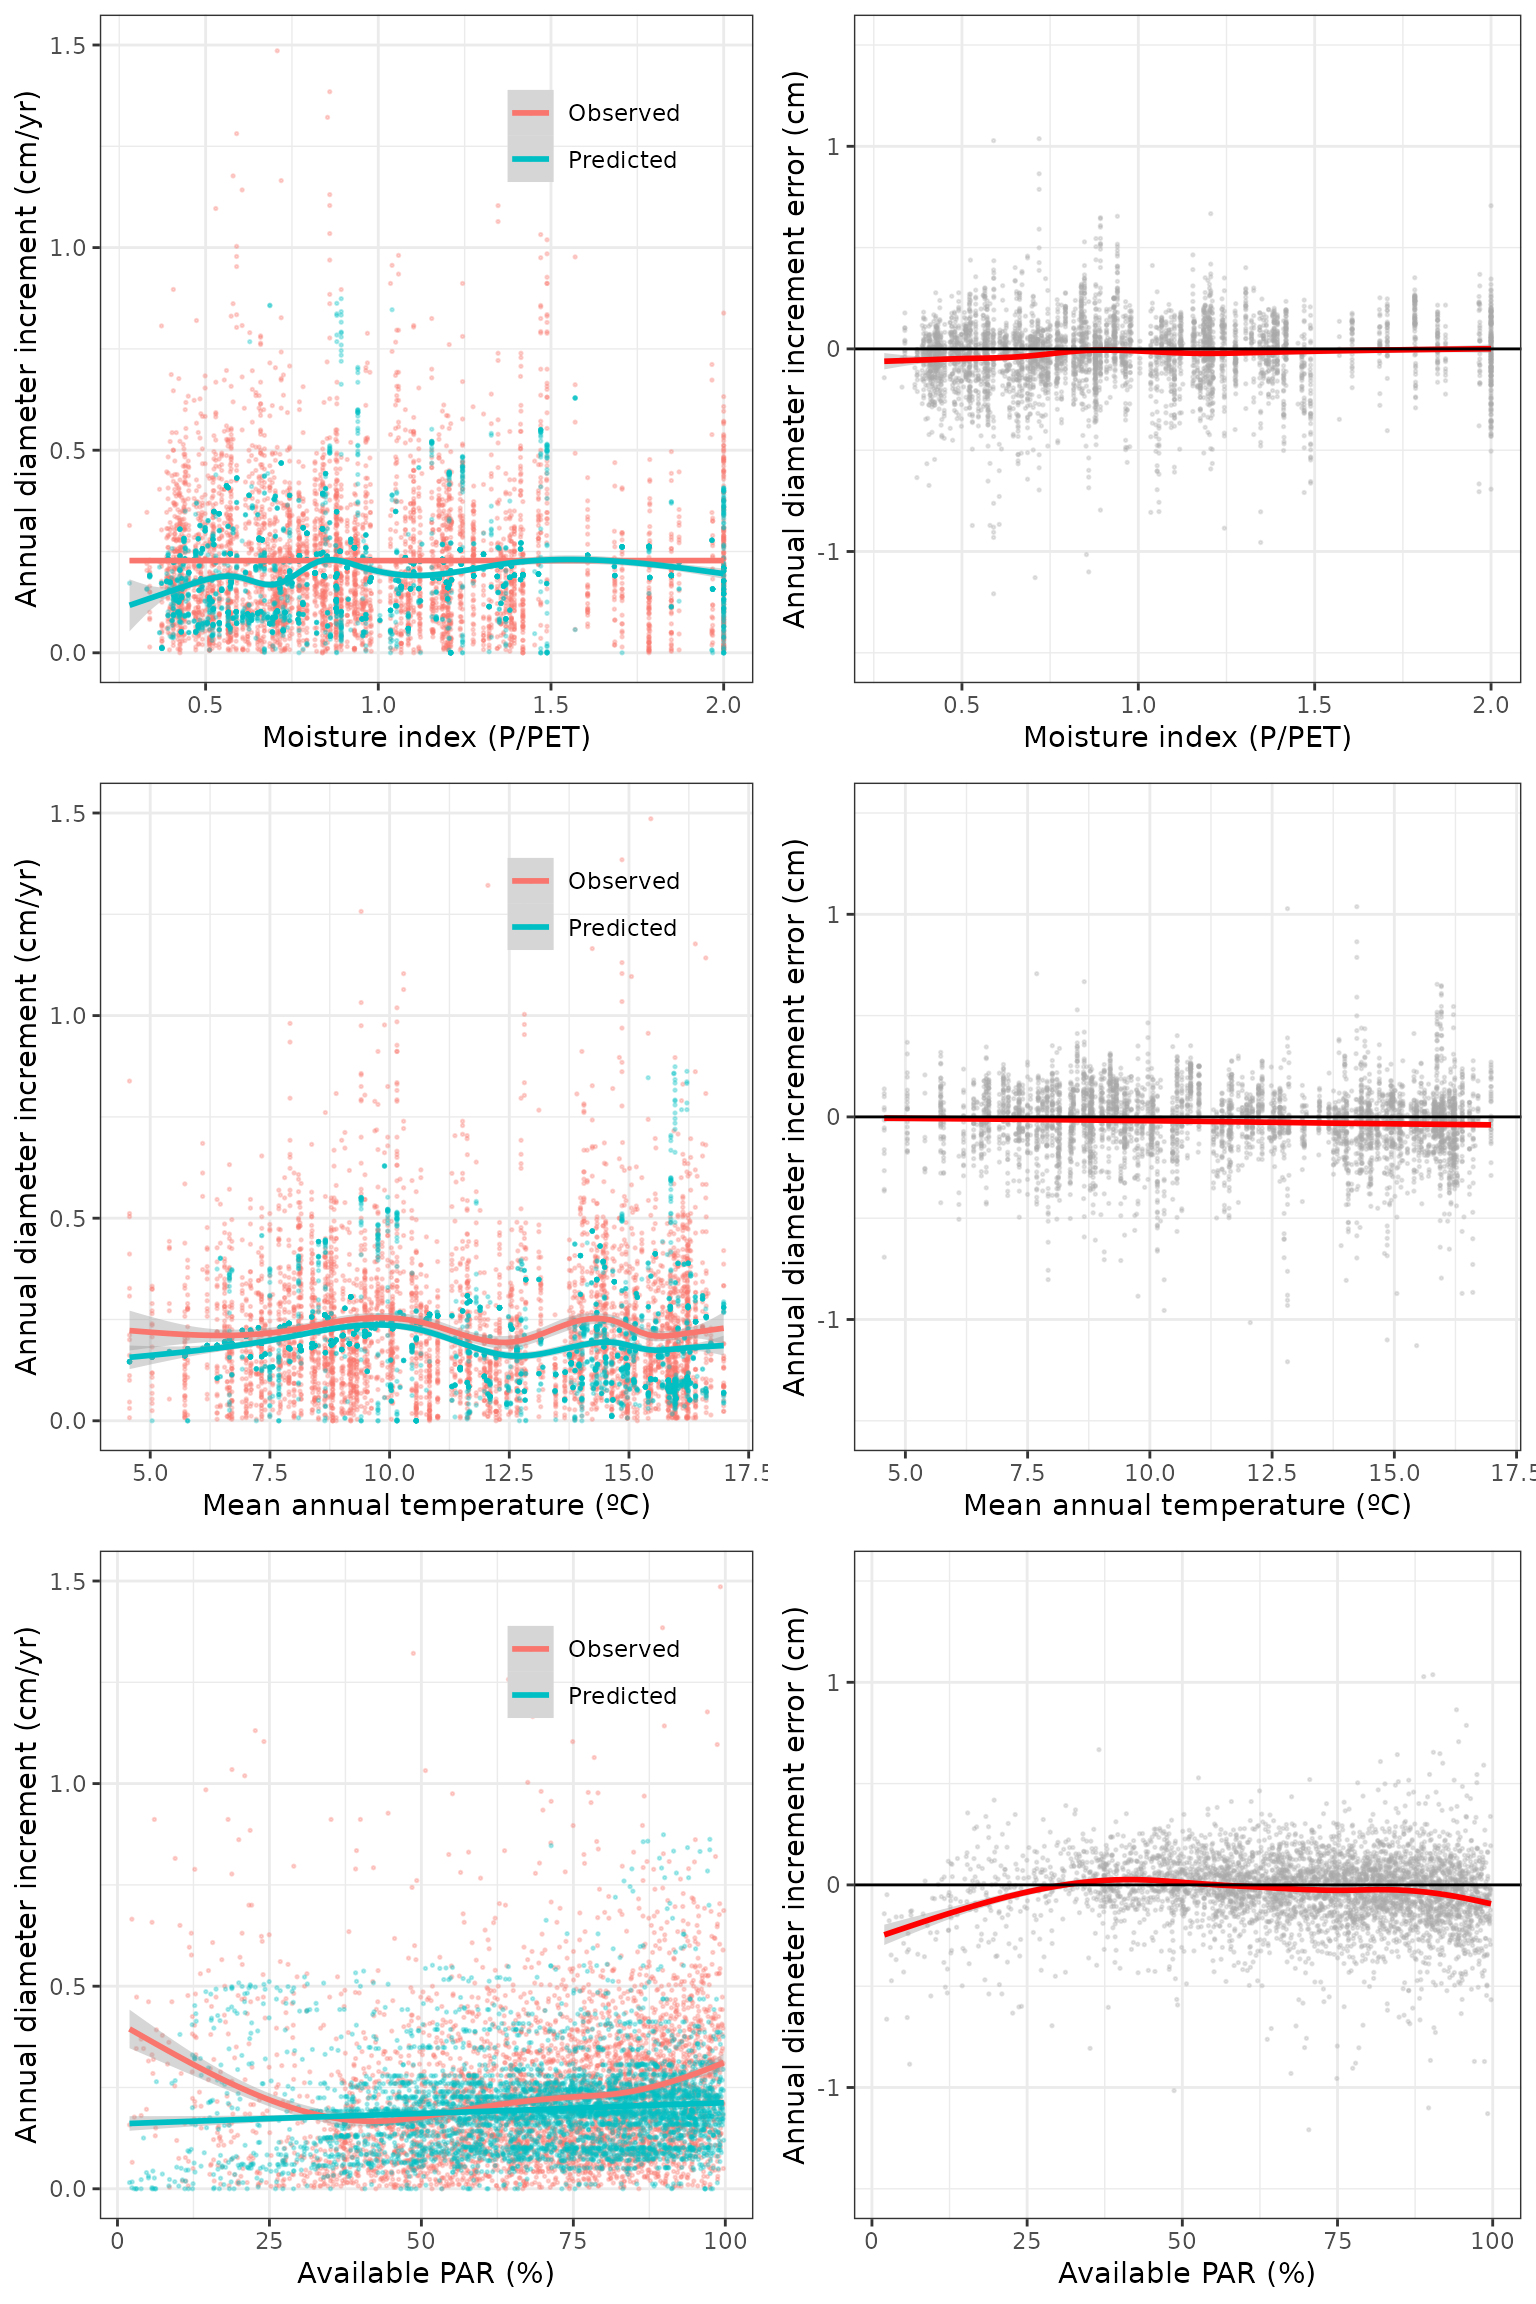 Annual diameter increment (cm/yr)
1.5
1.0
0.5
0.0
Observed
Predicted
0.5 1.0 1.5 2.0
Moisture index (P/PET)
Annual diameter increment error (cm)
1
0
-1
0.5 1.0 1.5 2.0
Moisture index (P/PET)
Annual diameter increment (cm/yr)
1.5
1.0
0.5
0.0
Observed
Predicted
5.0 7.5 10.0 12.5 15.0 17.5
Mean annual temperature (ºC)
Annual diameter increment error (cm)
1
0
-1
5.0 7.5 10.0 12.5 15.0 17.5
Mean annual temperature (ºC)
Annual diameter increment (cm/yr)
1.5
1.0
0.5
0.0
Observed
Predicted
0 25 50 75 100
Available PAR (%)
Annual diameter increment error (cm)
1
0
-1
0 25 50 75 100
Available PAR (%)